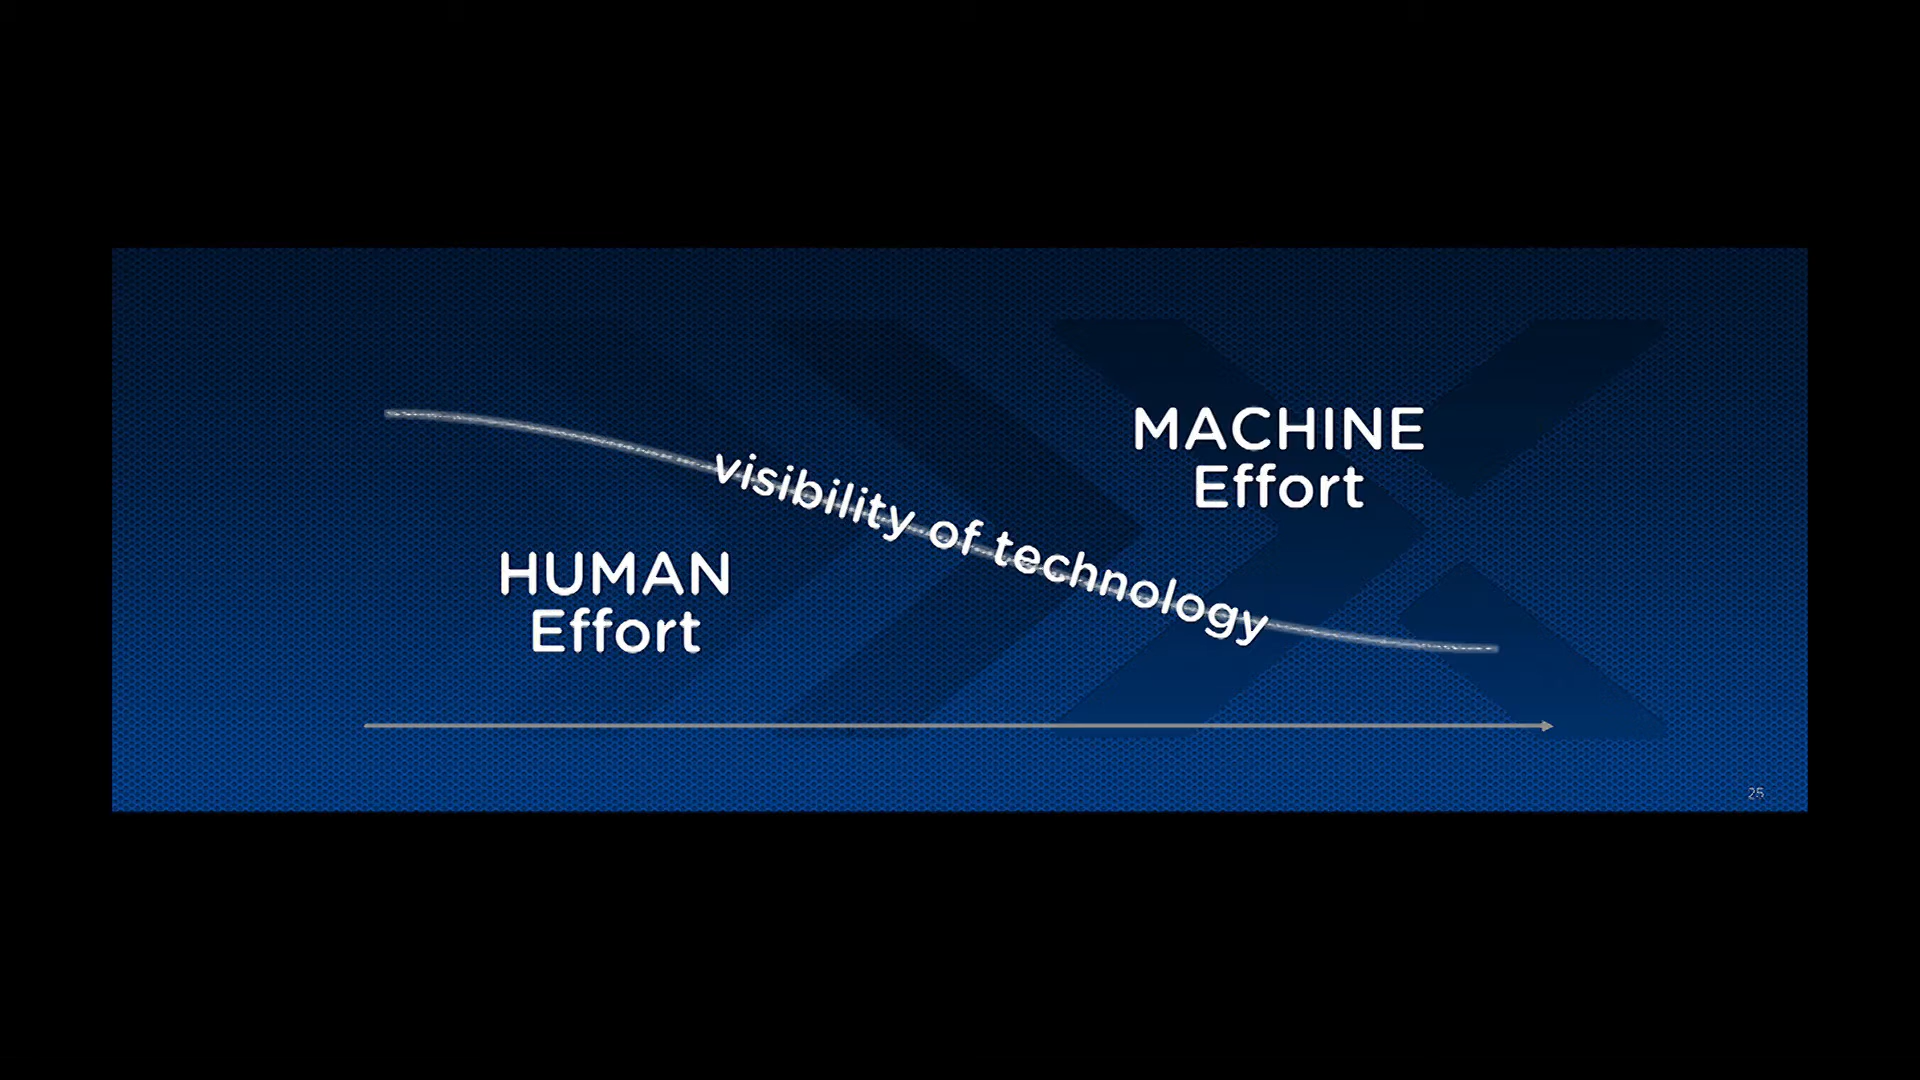 visibility of technology
MACHINE
Effort
HUMAN
Effort
25